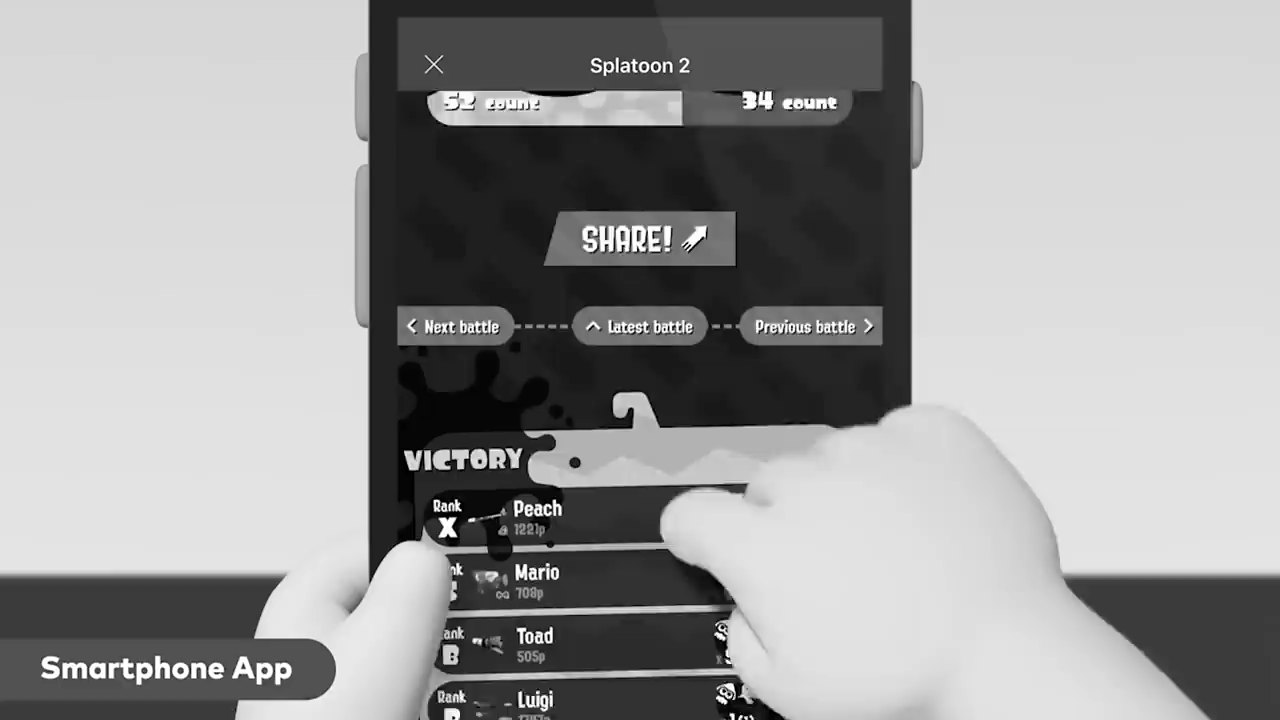 Splatoon 2
52 count
34 count
SHARE!
Next battle
Latest battle
Previous battle
VICTORY
Rank
X
Peach
1221p
Mario
708p
B
Toad
505p
Rank
Luigi
Smartphone App